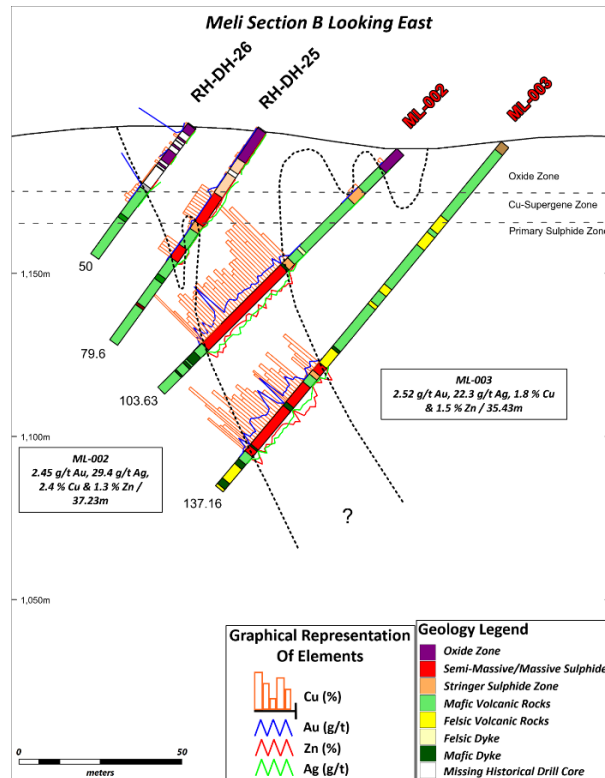 Meli Section B Looking East
RH-DH-26
RH-DH-25
ML-002
ML-003
Oxide Zone
Cu-Supergene Zone
Primary Sulphide Zone
1,150m
50
79.6
103.63
ML-003
2.52 g/t Au, 22.3 g/t Ag, 1.8 % Cu
& 1.5 % Zn / 35.43m
1,100m
ML-002
2.45 g/t Au, 29.4 g/t Ag,
2.4 % Cu & 1.3 % Zn /
37.23m
137.16
?
1,050m
Graphical Representation
Of Elements
Cu (%)
Au (g/t)
Zn (%)
Ag (g/t)
Geology Legend
Oxide Zone
Semi-Massive/Massive Sulphide
Stringer Sulphide Zone
Mafic Volcanic Rocks
Felsic Volcanic Rocks
Felsic Dyke
Mafic Dyke
Missing Historical Drill Core
0
50
meters